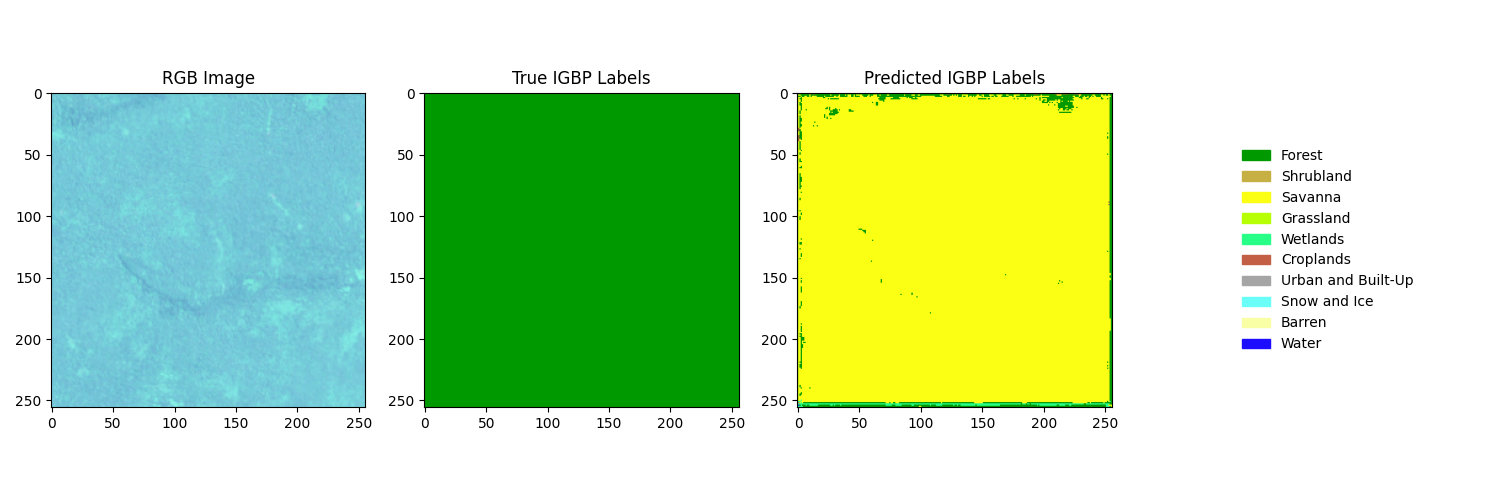 RGB Image
0
50
100
150
200
250
0 50 100 150 200 250
True IGBP Labels
0
50
100
150
200
250
0 50 100 150 200 250
Predicted IGBP Labels
0
50
100
150
200
250
0 50 100 150 200 250
Forest
Shrubland
Savanna
Grassland
Wetlands
Croplands
Urban and Built-Up
Snow and Ice
Barren
Water